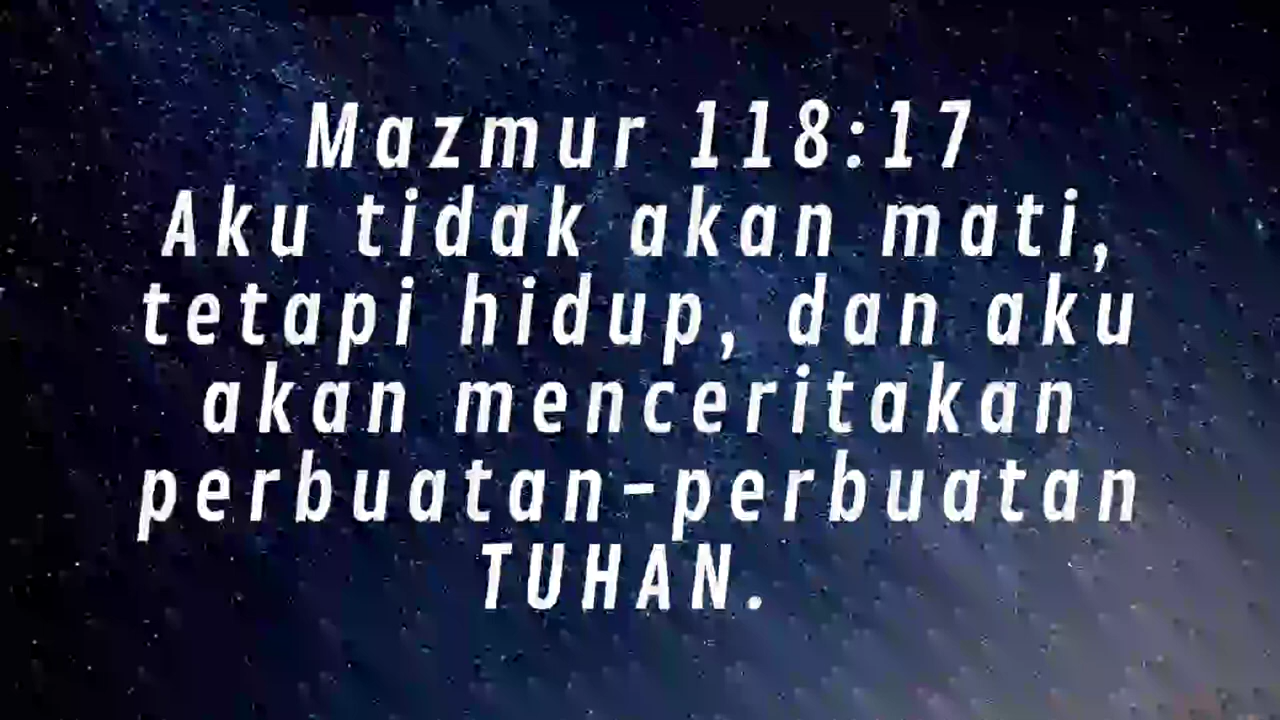 Mazmur 118:17
Aku tidak akan mati,
tetapi hidup, dan aku
akan menceritakan
perbuatan-perbuatan
TUHAN.